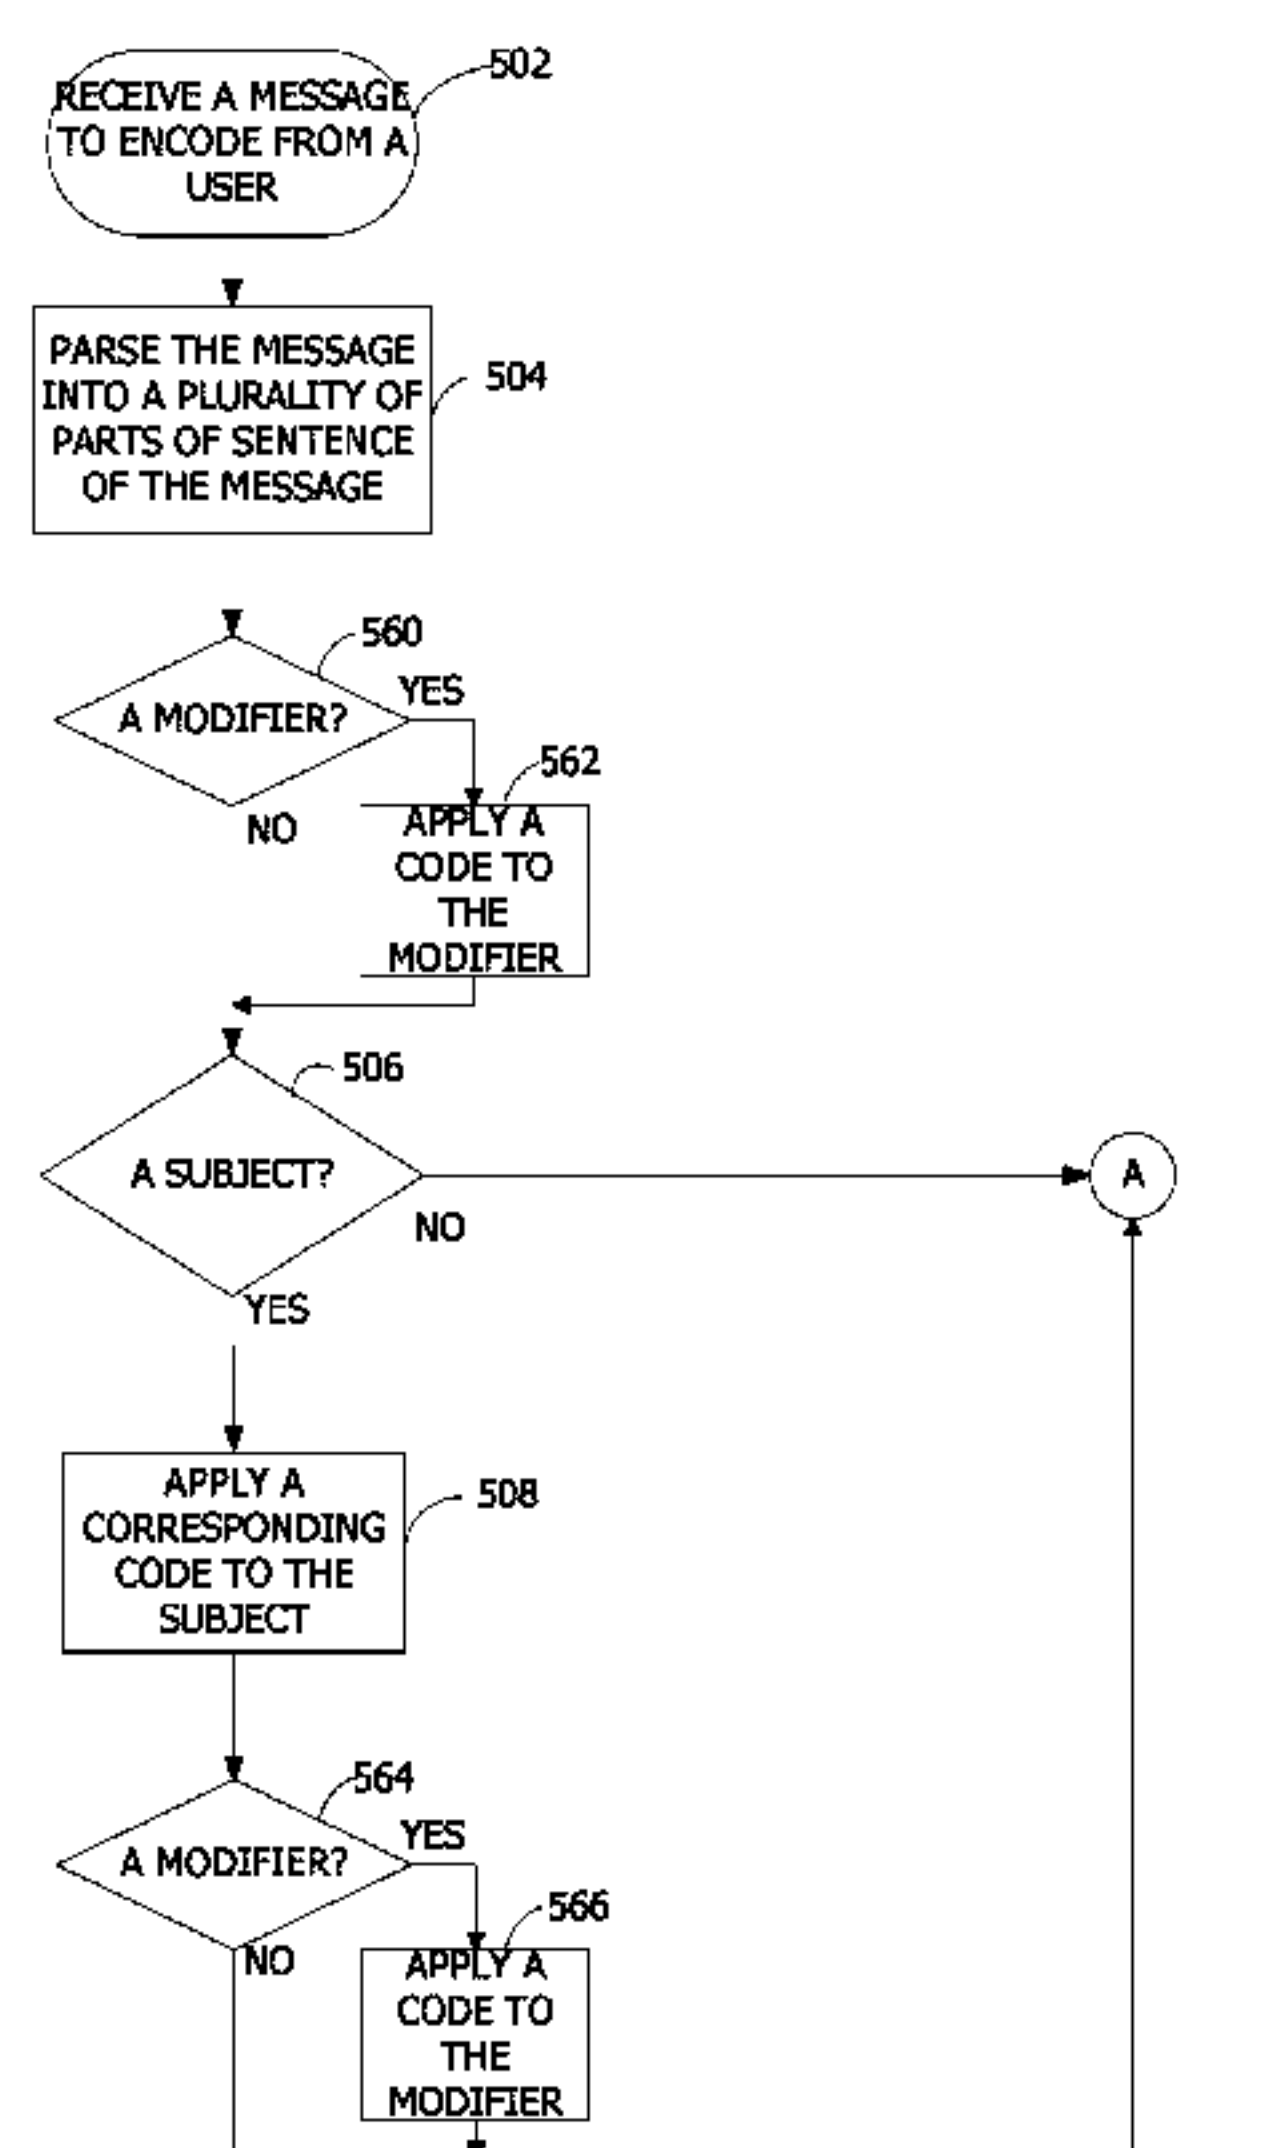 502
RECEIVE A MESSAGE
TO ENCODE FROM A
USER
PARSE THE MESSAGE
INTO A PLURALITY OF
PARTS OF SENTENCE
OF THE MESSAGE
504
560
A MODIFIER?
YES
NO
562
APPLY A
CODE TO
THE
MODIFIER
506
A SUBJECT?
NO
YES
A
APPLY A
CORRESPONDING
CODE TO THE
SUBJECT
508
564
A MODIFIER?
YES
NO
566
APPLY A
CODE TO
THE
MODIFIER